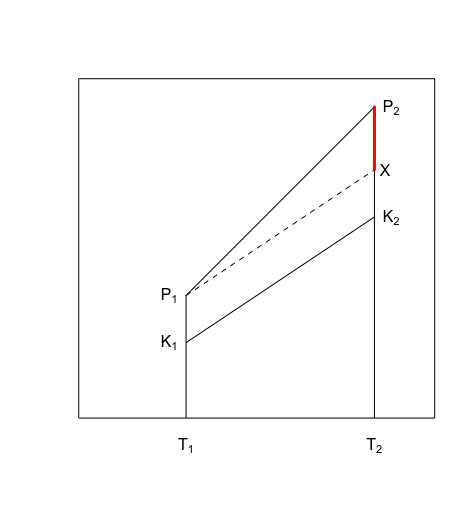 P₂
X
K₂
P₁
K₁
T₁ T₂